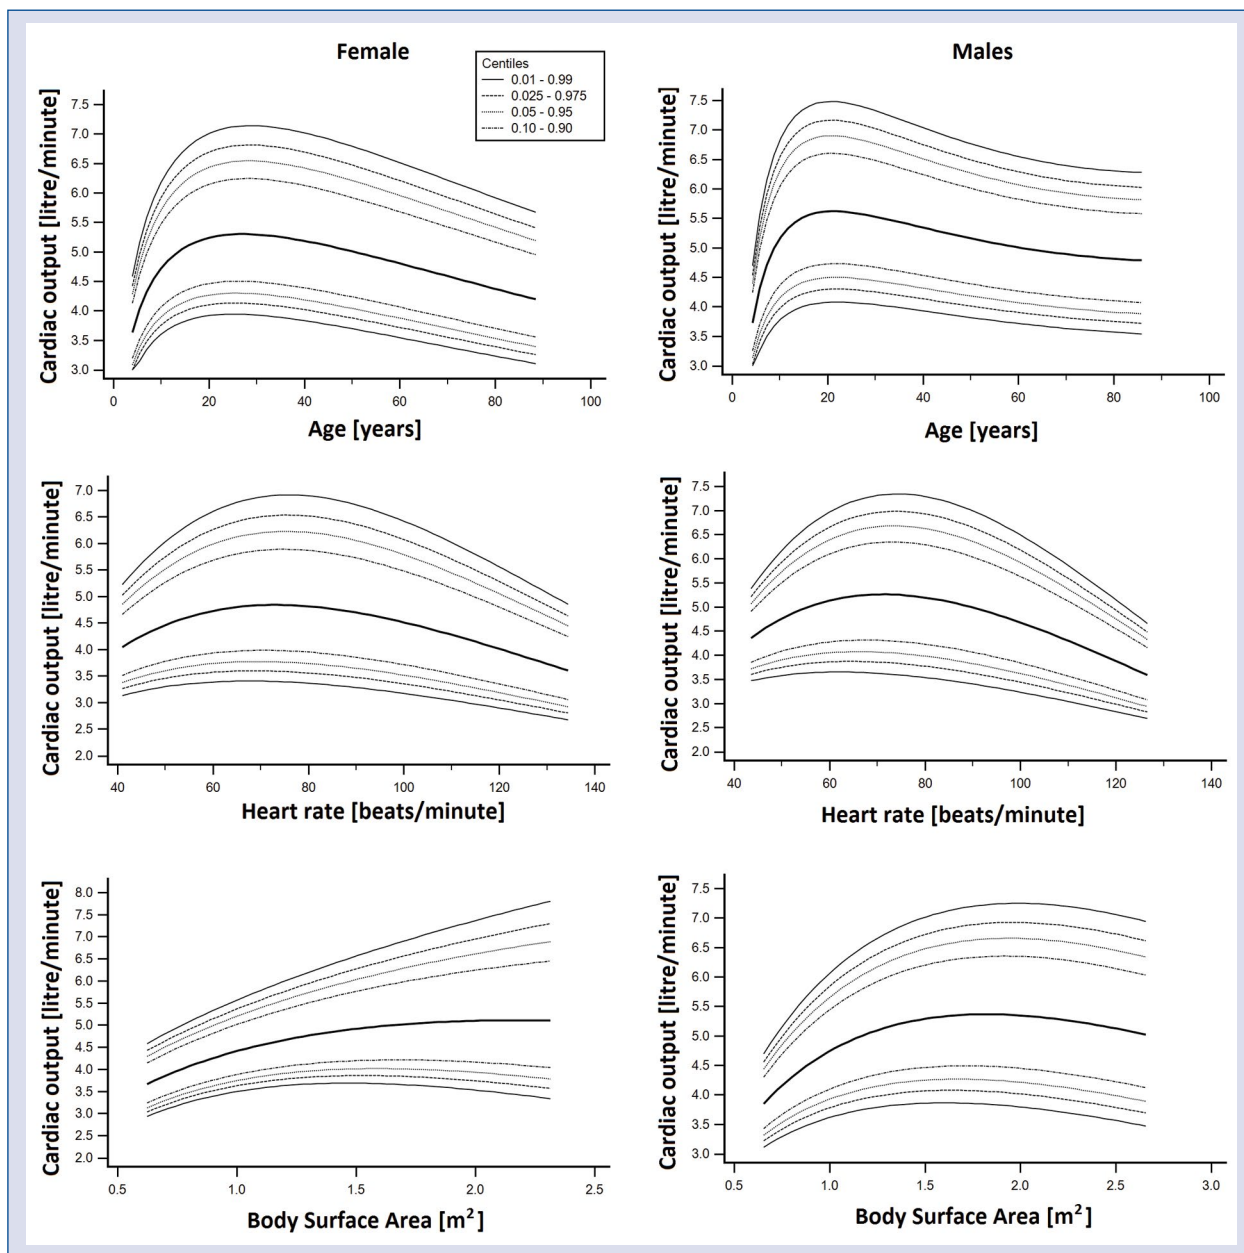 Female
Males
Centiles
0.01 - 0.99
0.025 - 0.975
0.05 - 0.95
0.10 - 0.90
Cardiac output [litre/minute]
7.5
7.0
6.5
6.0
5.5
5.0
4.5
4.0
3.5
3.0
0 20 40 60 80 100
Age [years]
Cardiac output [litre/minute]
7.5
7.0
6.5
6.0
5.5
5.0
4.5
4.0
3.5
3.0
0 20 40 60 80 100
Age [years]
Cardiac output [litre/minute]
7.0
6.5
6.0
5.5
5.0
4.5
4.0
3.5
3.0
2.5
2.0
40 60 80 100 120 140
Heart rate [beats/minute]
Cardiac output [litre/minute]
7.5
7.0
6.5
6.0
5.5
5.0
4.5
4.0
3.5
3.0
2.5
2.0
40 60 80 100 120 140
Heart rate [beats/minute]
Cardiac output [litre/minute]
8.0
7.5
7.0
6.5
6.0
5.5
5.0
4.5
4.0
3.5
3.0
2.5
2.0
0.5 1.0 1.5 2.0 2.5
Body Surface Area [m²]
Cardiac output [litre/minute]
7.5
7.0
6.5
6.0
5.5
5.0
4.5
4.0
3.5
3.0
0.5 1.0 1.5 2.0 2.5 3.0
Body Surface Area [m²]